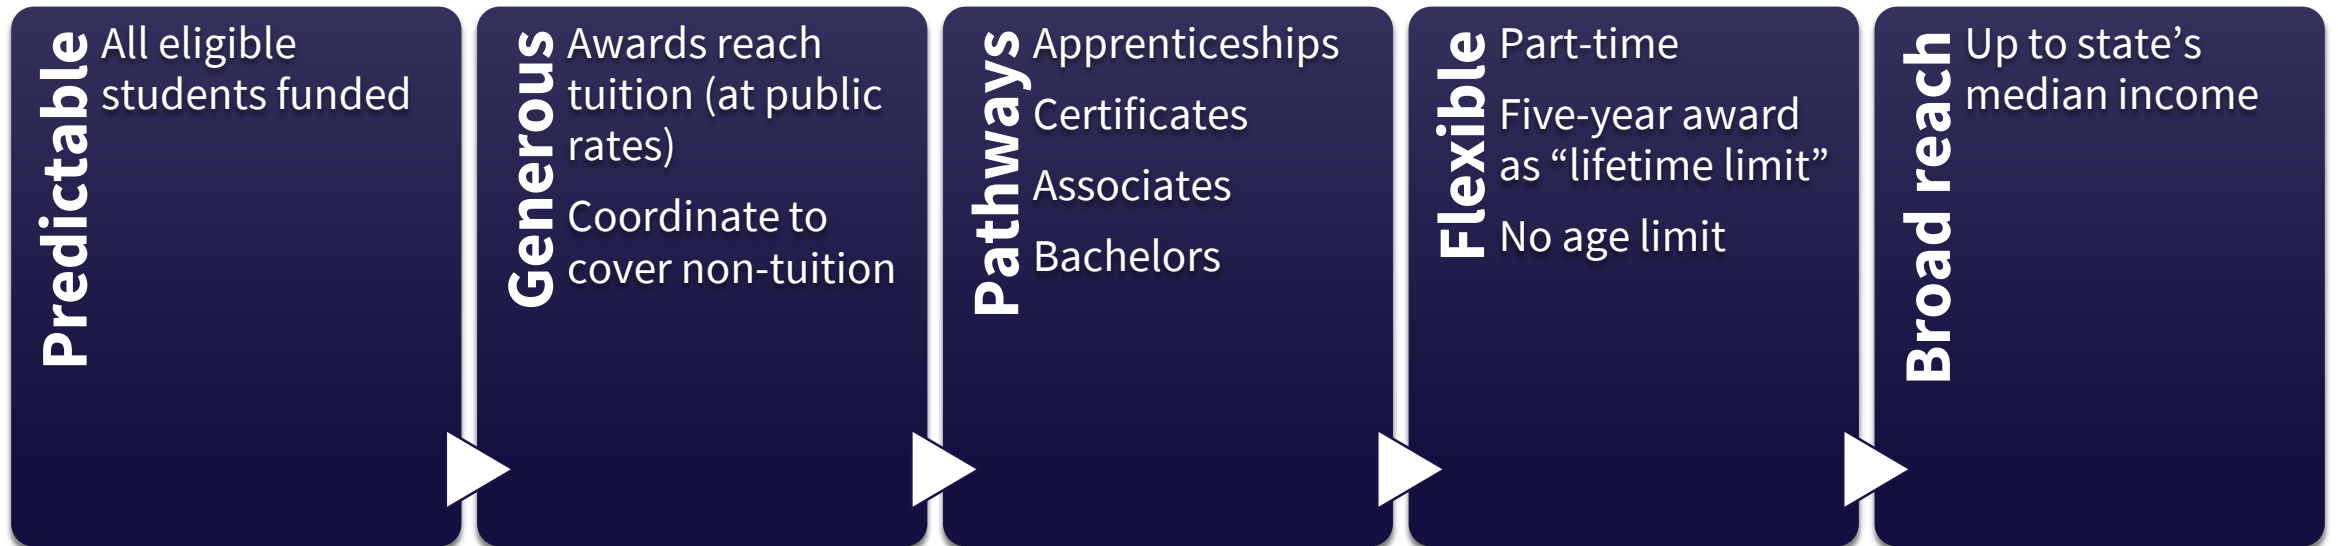 Predictable
All eligible
students funded
Generous
Awards reach
tuition (at public
rates)
Coordinate to
cover non-tuition
Pathways
Apprenticeships
Certificates
Associates
Bachelors
Flexible
Part-time
Five-year award
as “lifetime limit”
No age limit
Broad reach
Up to state’s
median income